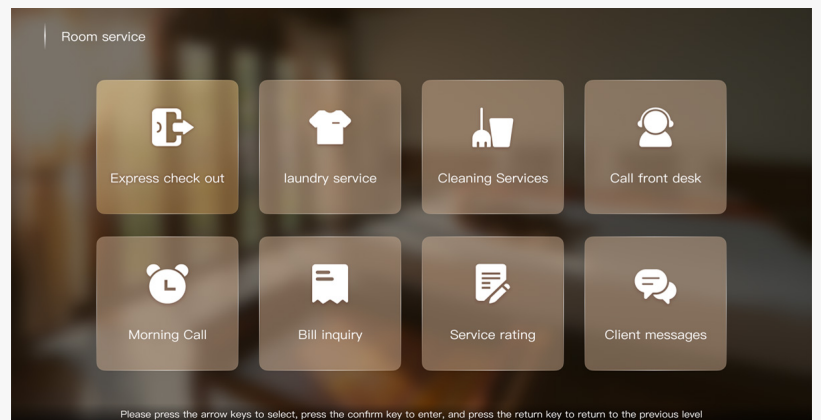 Room service
Express check out
laundry service
Cleaning Services
Call front desk
Morning Call
Bill inquiry
Service rating
Client messages
Please press the arrow keys to select, press the confirm key to enter, and press the return key to return to the previous level